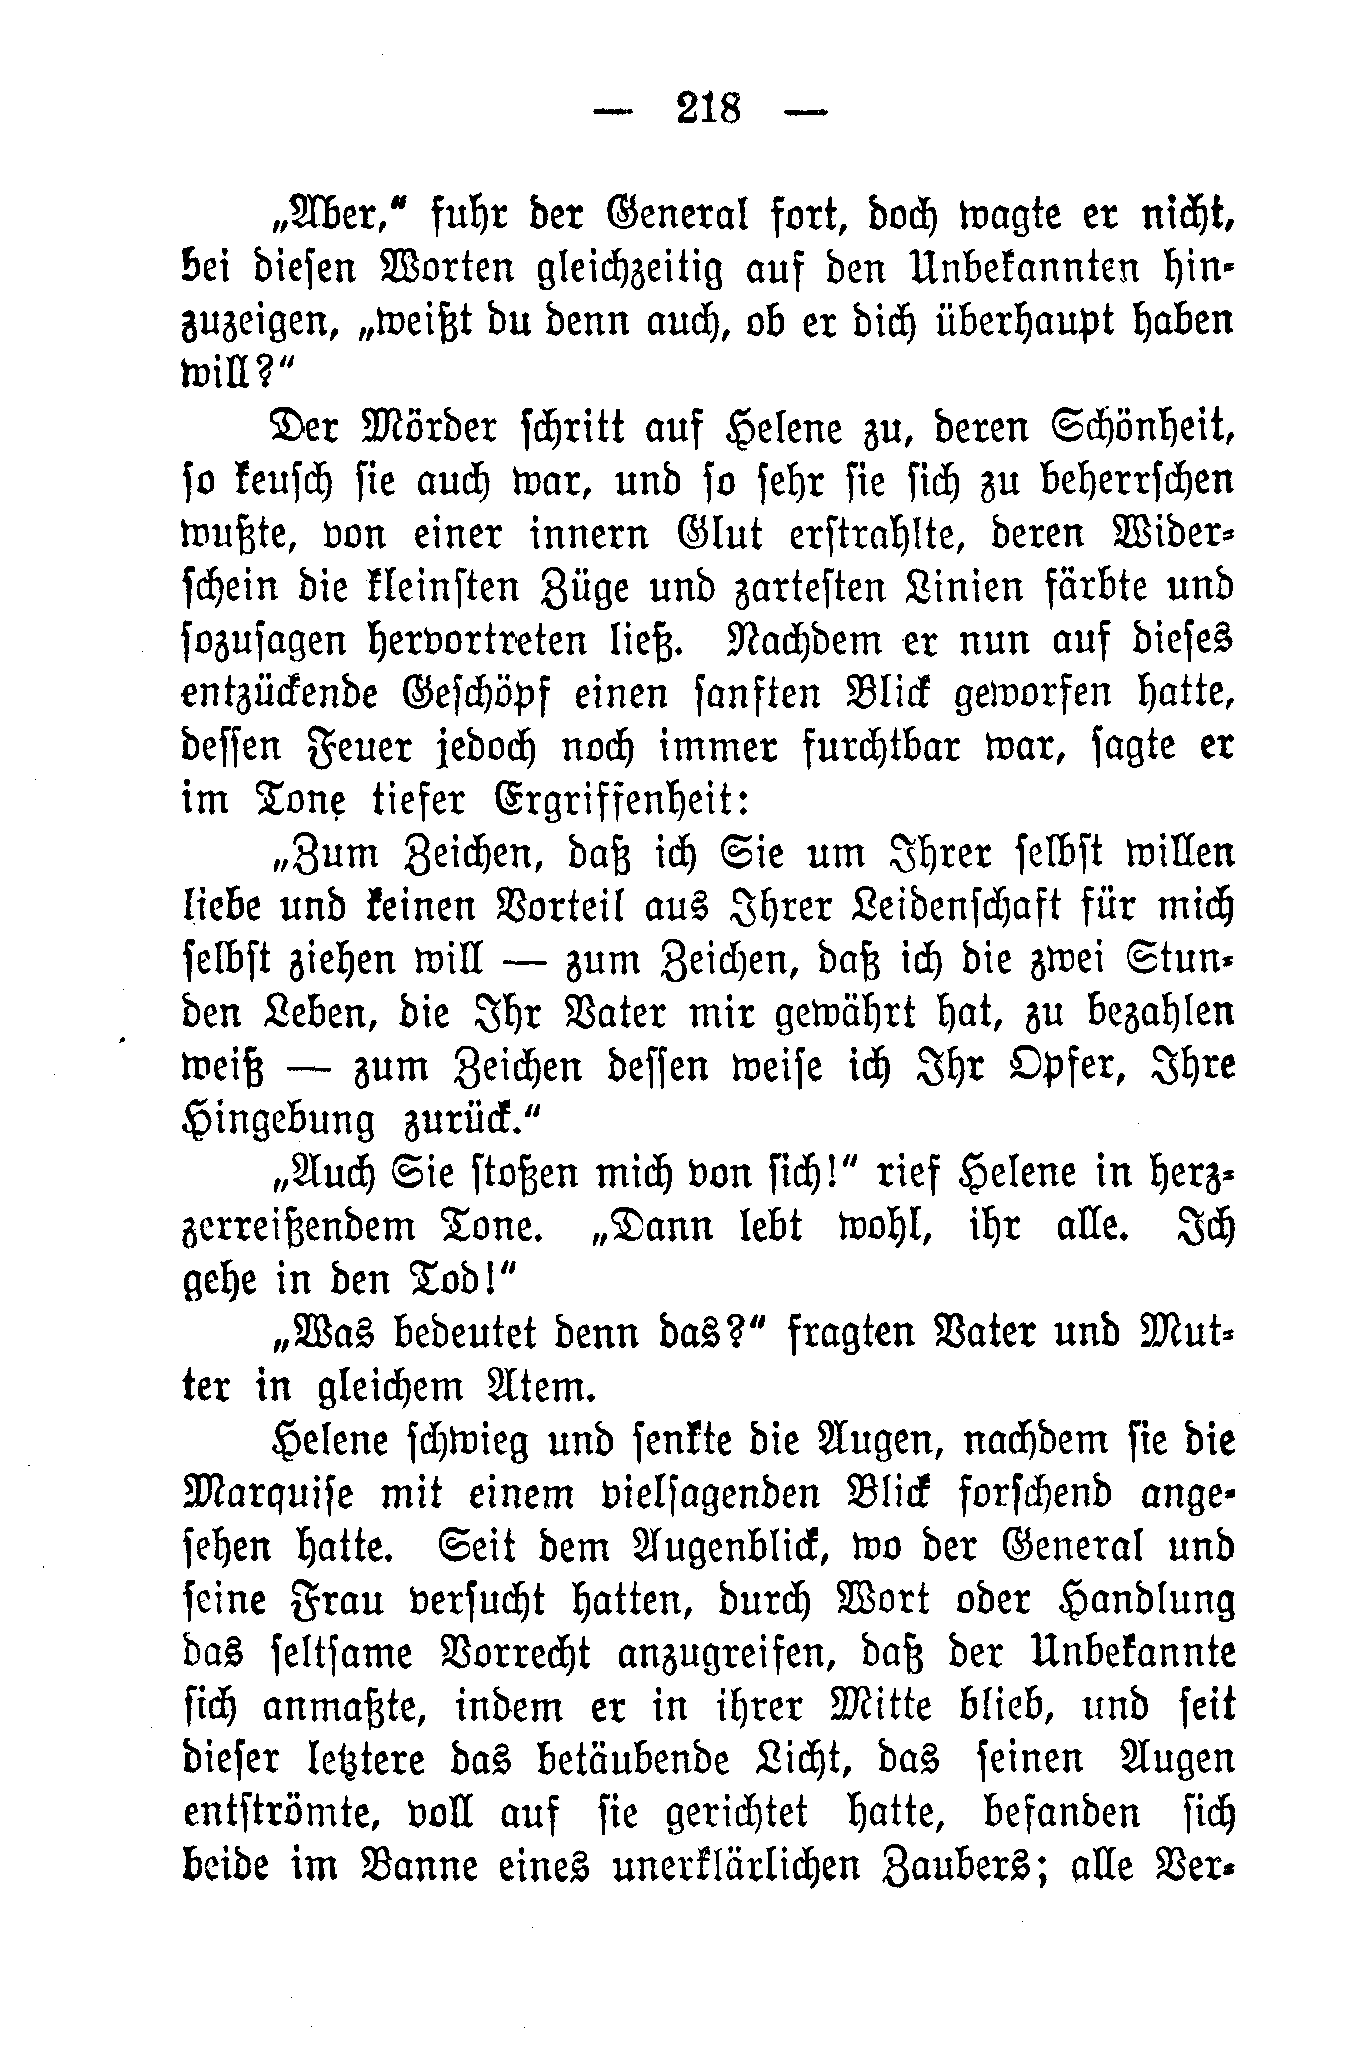 — 218 —
„Aber,“ fuhr der General fort, doch wagte er nicht,
bei diesen Worten gleichzeitig auf den Unbekannten hin-
zuzeigen, „weißt du denn auch, ob er dich überhaupt haben
will?“
Der Mörder schritt auf Helene zu, deren Schönheit,
so keusch sie auch war, und so sehr sie sich zu beherrschen
wußte, von einer innern Glut erstrahlte, deren Wider-
schein die kleinsten Züge und zartesten Linien färbte und
sozusagen hervortreten ließ. Nachdem er nun auf dieses
entzückende Geschöpf einen sanften Blick geworfen hatte,
dessen Feuer jedoch noch immer furchtbar war, sagte er
im Tone tiefer Ergriffenheit:
„Zum Zeichen, daß ich Sie um Ihrer selbst willen
liebe und keinen Vorteil aus Ihrer Leidenschaft für mich
selbst ziehen will — zum Zeichen, daß ich die zwei Stun-
den Leben, die Ihr Vater mir gewährt hat, zu bezahlen
weiß — zum Zeichen dessen weise ich Ihr Opfer, Ihre
Hingebung zurück.“
„Auch Sie stoßen mich von sich!“ rief Helene in herz-
zerreißendem Tone. „Dann lebt wohl, ihr alle. Ich
gehe in den Tod!“
„Was bedeutet denn das?“ fragten Vater und Mut-
ter in gleichem Atem.
Helene schwieg und senkte die Augen, nachdem sie die
Marquise mit einem vielsagenden Blick forschend ange-
sehen hatte. Seit dem Augenblick, wo der General und
seine Frau versucht hatten, durch Wort oder Handlung
das seltsame Vorrecht anzugreifen, daß der Unbekannte
sich anmaßte, indem er in ihrer Mitte blieb, und seit
dieser letztere das betäubende Licht, das seinen Augen
entströmte, voll auf sie gerichtet hatte, befanden sich
beide im Banne eines unerklärlichen Zaubers; alle Ver-